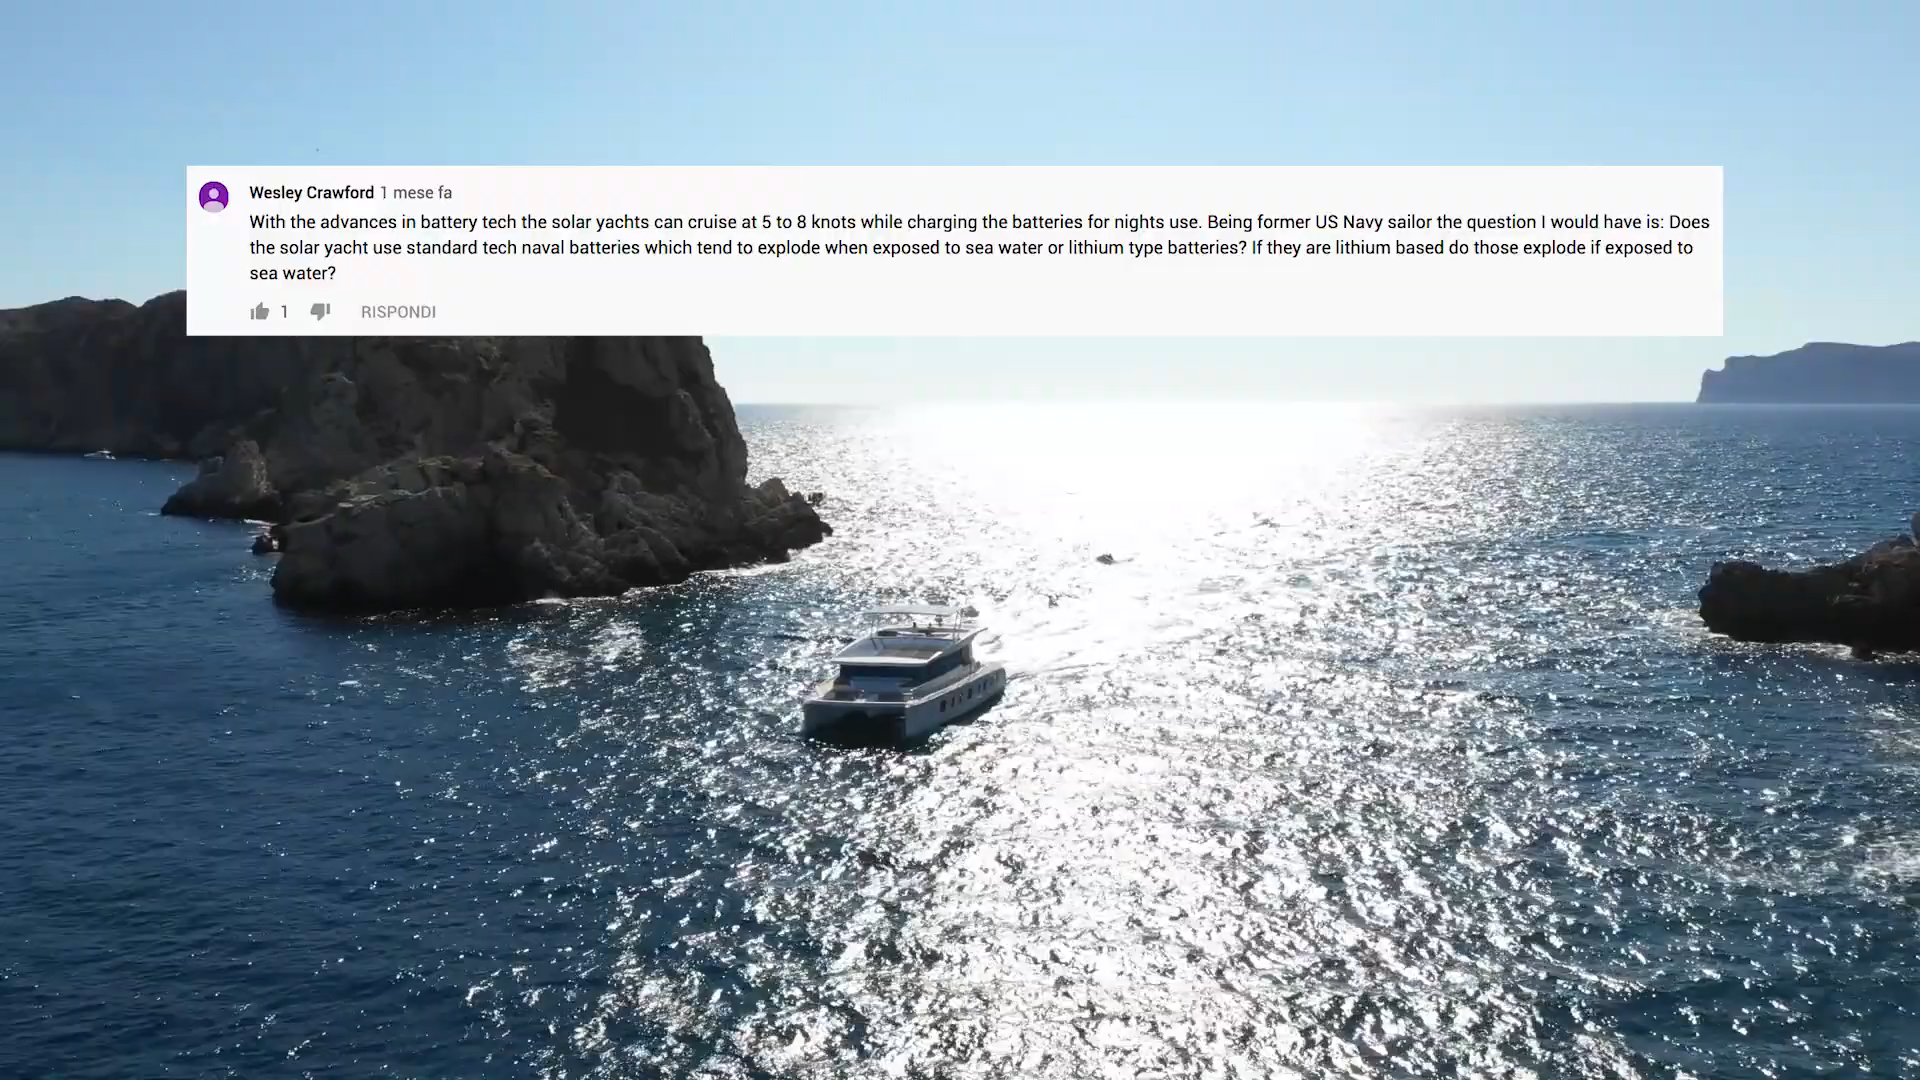 Wesley Crawford 1 mese fa
With the advances in battery tech the solar yachts can cruise at 5 to 8 knots while charging the batteries for nights use. Being former US Navy sailor the question I would have is: Does
the solar yacht use standard tech naval batteries which tend to explode when exposed to sea water or lithium type batteries? If they are lithium based do those explode if exposed to
sea water?
1 RISPONDI